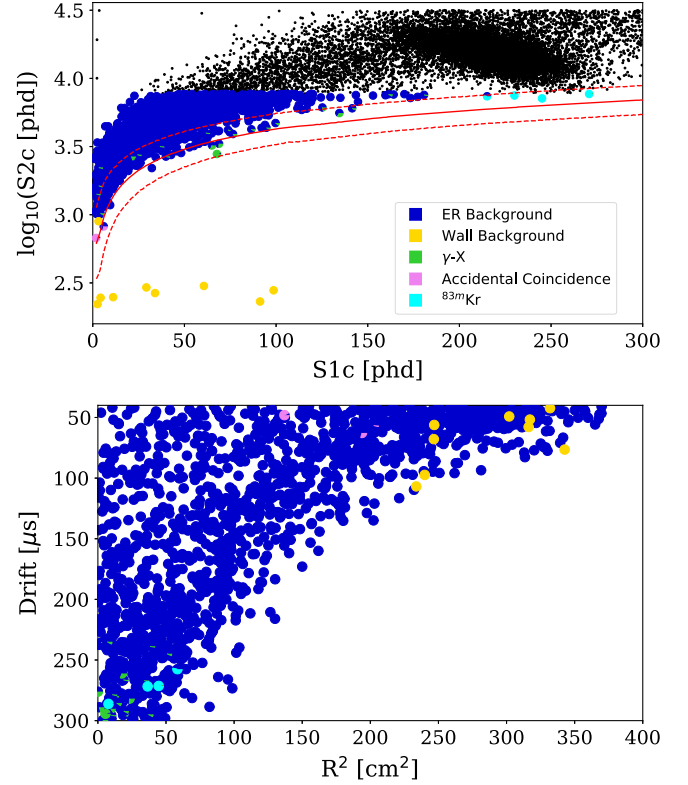 4.5
4.0
3.5
3.0
2.5
log₁₀(S2c [phd])
ER Background
Wall Background
γ-X
Accidental Coincidence
⁸³ᵐKr
0 50 100 150 200 250 300
S1c [phd]
50
100
150
200
250
300
Drift [μs]
0 50 100 150 200 250 300 350 400
R² [cm²]